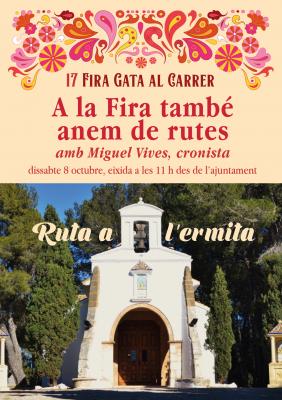 17 Fira Gata al Carrer
A la Fira també
anem de rutes
amb Miguel Vives, cronista
dissabte 8 octubre, eixida a les 11 h des de l'ajuntament
Ruta a l'ermita